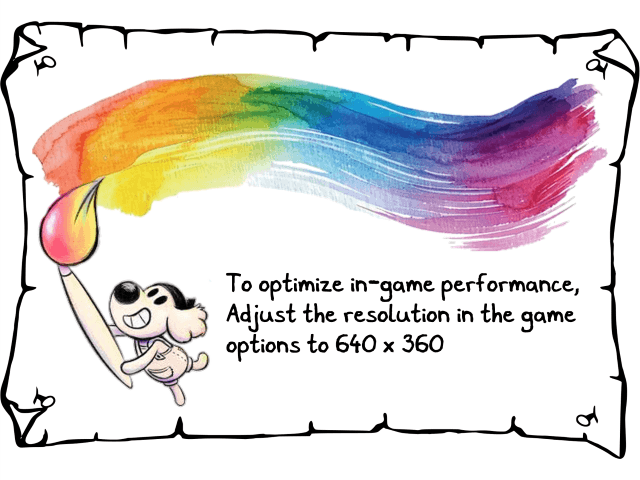 To optimize in-game performance,
Adjust the resolution in the game
options to 640 x 360